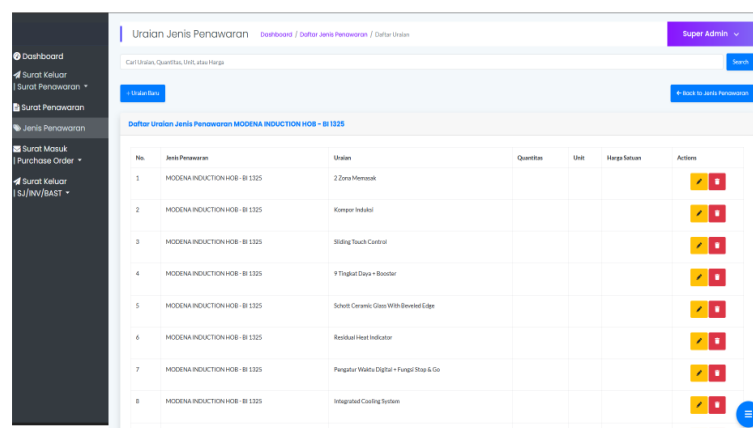 Uraian Jenis Penawaran Dashboard / Daftar Jenis Penawaran / Daftar Uraian
Super Admin
Dashboard
Surat Keluar
| Surat Penawaran
Surat Penawaran
Jenis Penawaran
Surat Masuk
| Purchase Order
Surat Keluar
| SJ/INV/BAST
Cari Uraian, Quantitas, Unit, atau Harga
Search
+ Uraian Baru
Back to Jenis Penawaran
Daftar Uraian Jenis Penawaran MODENA INDUCTION HOB - BI 1325
No. Jenis Penawaran Uraian Quantitas Unit Harga Satuan Actions
1 MODENA INDUCTION HOB - BI 1325 2 Zona Memasak
2 MODENA INDUCTION HOB - BI 1325 Kompor Induksi
3 MODENA INDUCTION HOB - BI 1325 Sliding Touch Control
4 MODENA INDUCTION HOB - BI 1325 9 Tingkat Daya + Booster
5 MODENA INDUCTION HOB - BI 1325 Schott Ceramic Glass With Beveled Edge
6 MODENA INDUCTION HOB - BI 1325 Residual Heat Indicator
7 MODENA INDUCTION HOB - BI 1325 Pengatur Waktu Digital + Fungsi Stop & Go
8 MODENA INDUCTION HOB - BI 1325 Integrated Cooling System